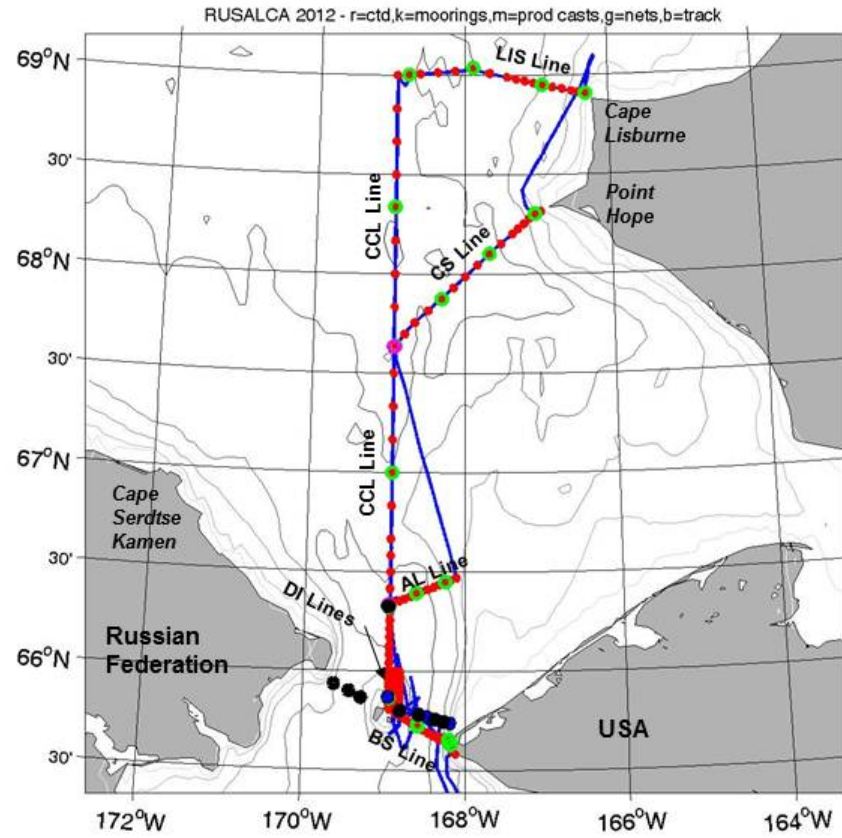 RUSALCA 2012 - r=ctd,k=moorings,m=prod casts,g=nets,b=track
69°N
LIS Line
Cape
Lisburne
30'
CCL Line
Point
Hope
68°N
CS Line
30'
67°N
CCL Line
Cape
Serdtse
Kamen
30'
AL Line
DI Lines
66°N
Russian
Federation
USA
30'
BS Line
172°W
170°W
168°W
166°W
164°W